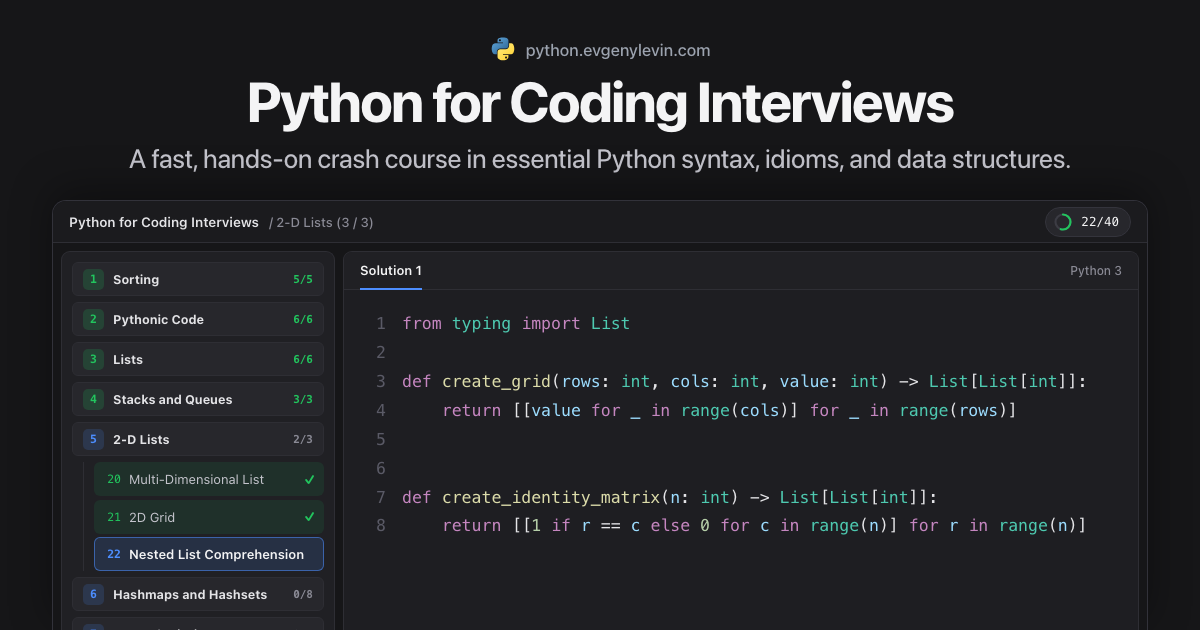 python.evgenylevin.com
Python for Coding Interviews
A fast, hands-on crash course in essential Python syntax, idioms, and data structures.
Python for Coding Interviews / 2-D Lists (3 / 3)
22/40
1 Sorting 5/5
2 Pythonic Code 6/6
3 Lists 6/6
4 Stacks and Queues 3/3
5 2-D Lists 2/3
20 Multi-Dimensional List
21 2D Grid
22 Nested List Comprehension
6 Hashmaps and Hashsets 0/8
Solution 1
Python 3
1 from typing import List
2
3 def create_grid(rows: int, cols: int, value: int) -> List[List[int]]:
4     return [[value for _ in range(cols)] for _ in range(rows)]
5
6
7 def create_identity_matrix(n: int) -> List[List[int]]:
8     return [[1 if r == c else 0 for c in range(n)] for r in range(n)]